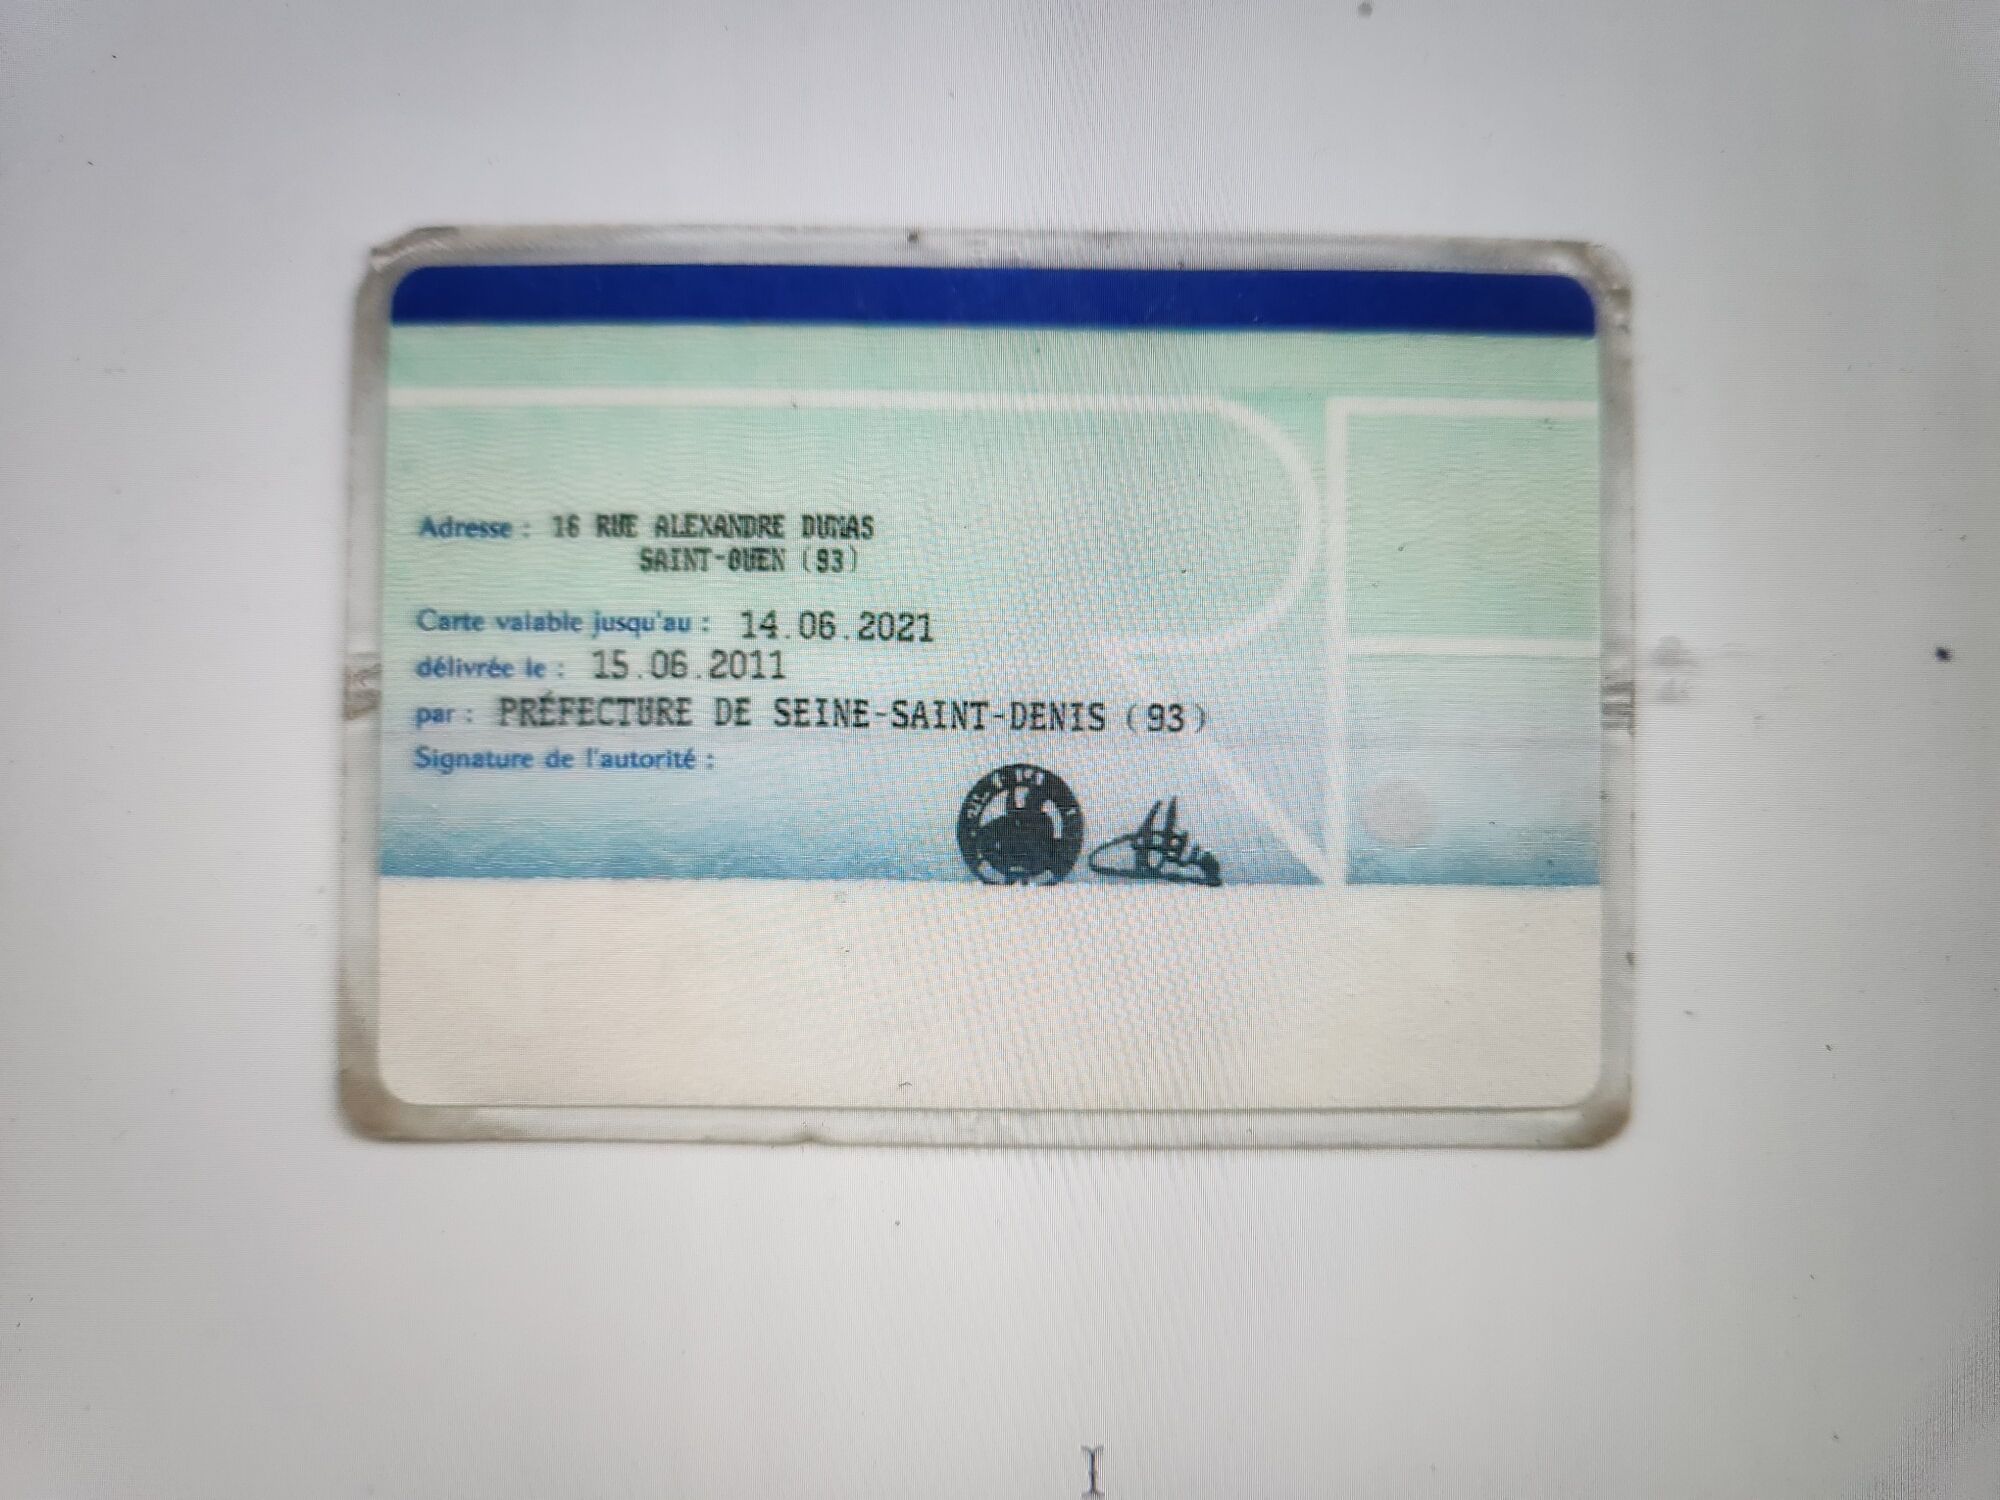 Adresse : 16 RUE ALEXANDRE DUMAS
SAINT-OUEN (93)
Carte valable jusqu'au : 14.06.2021
délivrée le : 15.06.2011
par : PRÉFECTURE DE SEINE-SAINT-DENIS (93)
Signature de l'autorité :